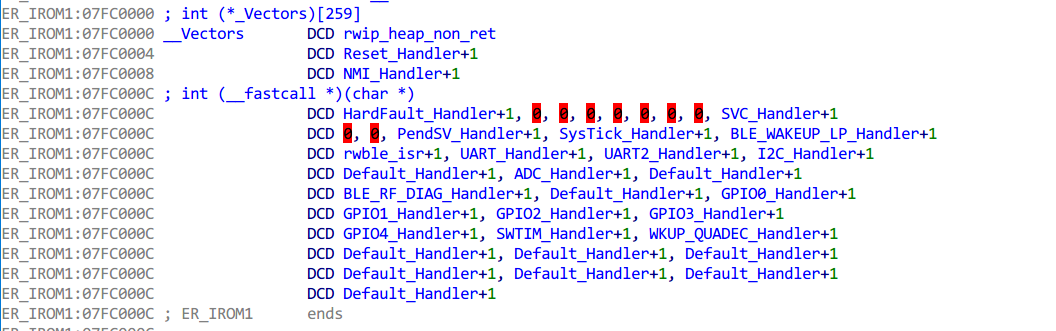 ER_IROM1:07FC0000 ; int (*_Vectors)[259]
ER_IROM1:07FC0000 __Vectors DCD rwip_heap_non_ret
ER_IROM1:07FC0004 DCD Reset_Handler+1
ER_IROM1:07FC0008 DCD NMI_Handler+1
ER_IROM1:07FC000C ; int (__fastcall *)(char *)
ER_IROM1:07FC000C DCD HardFault_Handler+1, 0, 0, 0, 0, 0, 0, 0, SVC_Handler+1
ER_IROM1:07FC000C DCD 0, 0, PendSV_Handler+1, SysTick_Handler+1, BLE_WAKEUP_LP_Handler+1
ER_IROM1:07FC000C DCD rwble_isr+1, UART_Handler+1, UART2_Handler+1, I2C_Handler+1
ER_IROM1:07FC000C DCD Default_Handler+1, ADC_Handler+1, Default_Handler+1
ER_IROM1:07FC000C DCD BLE_RF_DIAG_Handler+1, Default_Handler+1, GPIO0_Handler+1
ER_IROM1:07FC000C DCD GPIO1_Handler+1, GPIO2_Handler+1, GPIO3_Handler+1
ER_IROM1:07FC000C DCD GPIO4_Handler+1, SWTIM_Handler+1, WKUP_QUADEC_Handler+1
ER_IROM1:07FC000C DCD Default_Handler+1, Default_Handler+1, Default_Handler+1
ER_IROM1:07FC000C DCD Default_Handler+1, Default_Handler+1, Default_Handler+1
ER_IROM1:07FC000C DCD Default_Handler+1
ER_IROM1:07FC000C ; ER_IROM1 ends